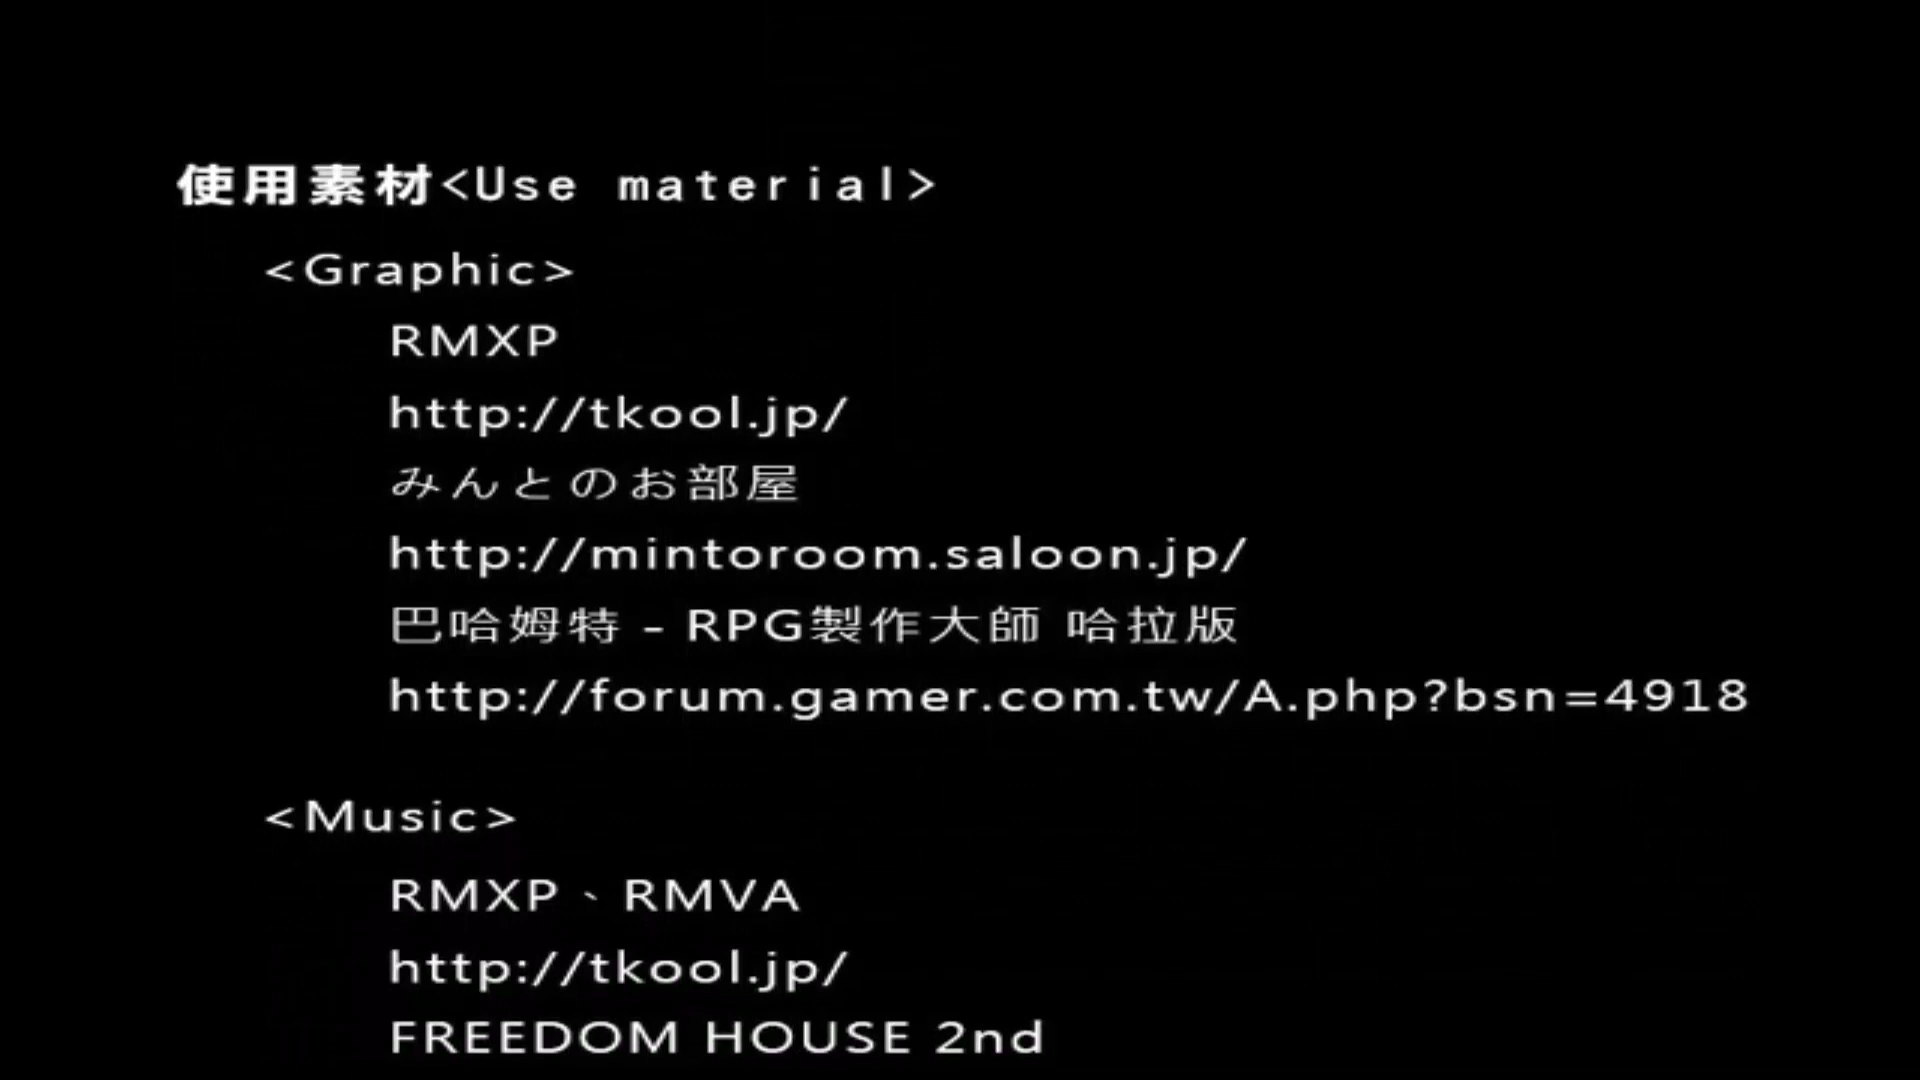 使用素材<Use material>
<Graphic>
RMXP
http://tkool.jp/
みんとのお部屋
http://mintoroom.saloon.jp/
巴哈姆特 – RPG製作大師 哈拉版
http://forum.gamer.com.tw/A.php?bsn=4918
<Music>
RMXP、RMVA
http://tkool.jp/
FREEDOM HOUSE 2nd